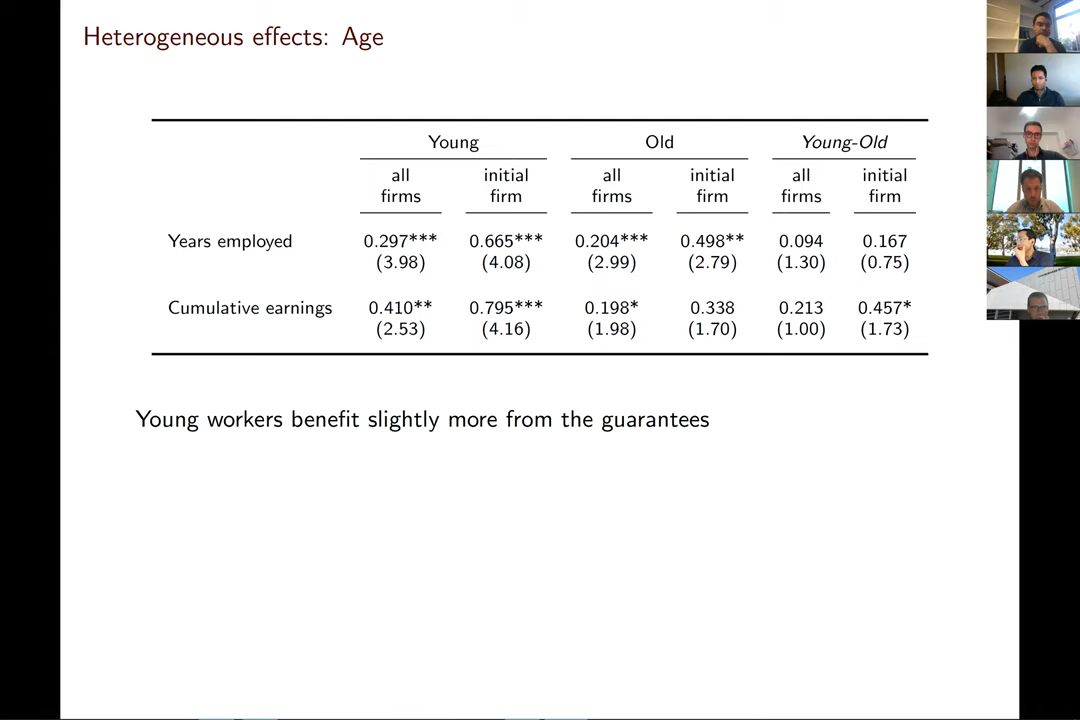 Heterogeneous effects: Age
Young Old Young-Old
all initial all initial all initial
firms firm firms firm firms firm
Years employed 0.297*** 0.665*** 0.204*** 0.498** 0.094 0.167
(3.98) (4.08) (2.99) (2.79) (1.30) (0.75)
Cumulative earnings 0.410** 0.795*** 0.198* 0.338 0.213 0.457*
(2.53) (4.16) (1.98) (1.70) (1.00) (1.73)
Young workers benefit slightly more from the guarantees